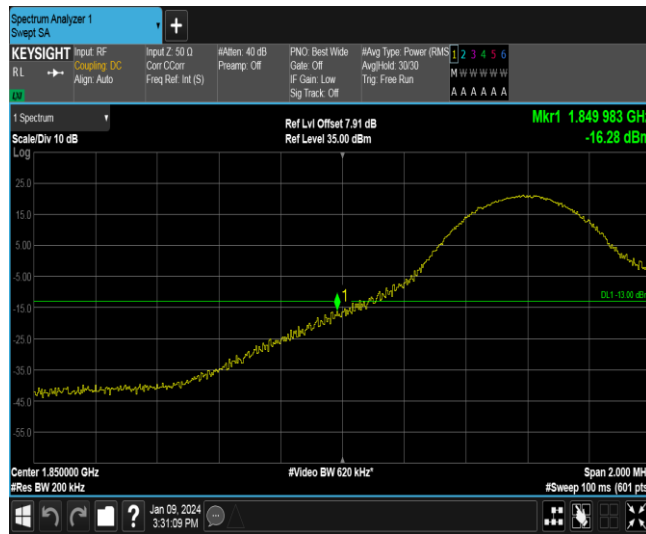 Spectrum Analyzer 1
Swept SA
+
KEYSIGHT
RL
Input: RF
Coupling: DC
Align: Auto
Input Z: 50 Ω
Corr CCorr
Freq Ref: Int (S)
#Atten: 40 dB
Preamp: Off
PNO: Best Wide
Gate: Off
IF Gain: Low
Sig Track: Off
#Avg Type: Power (RMS
Avg|Hold: 30/30
Trig: Free Run
1 2 3 4 5 6
M W W W W W
A A A A A A
1 Spectrum
Scale/Div 10 dB
Ref Lvl Offset 7.91 dB
Ref Level 35.00 dBm
Mkr1 1.849 983 GHz
-16.28 dBm
Log
25.0
15.0
5.00
-5.00
-15.0
-25.0
-35.0
-45.0
-55.0
1
DL1 -13.00 dBm
Center 1.850000 GHz
#Video BW 620 kHz*
Span 2.000 MH
#Res BW 200 kHz
#Sweep 100 ms (601 pts
?
Jan 09, 2024
3:31:09 PM